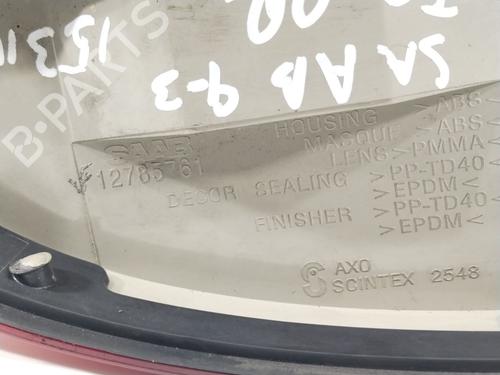 SAAB 9-3
SAAB
12785761
HOUSING >ABS<
MASQUE >ABS<
LENS >PMMA<
DECOR SEALING >PP-TD40<
>EPDM<
FINISHER >PP-TD40<
>EPDM<
AXO
SCINTEX 2548
B-PARTS